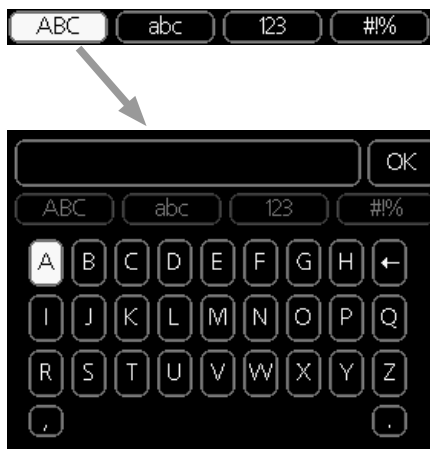 ABC abc 123 #!%
OK
ABC abc 123 #!%
A B C D E F G H ←
I J K L M N O P Q
R S T U V W X Y Z
, .